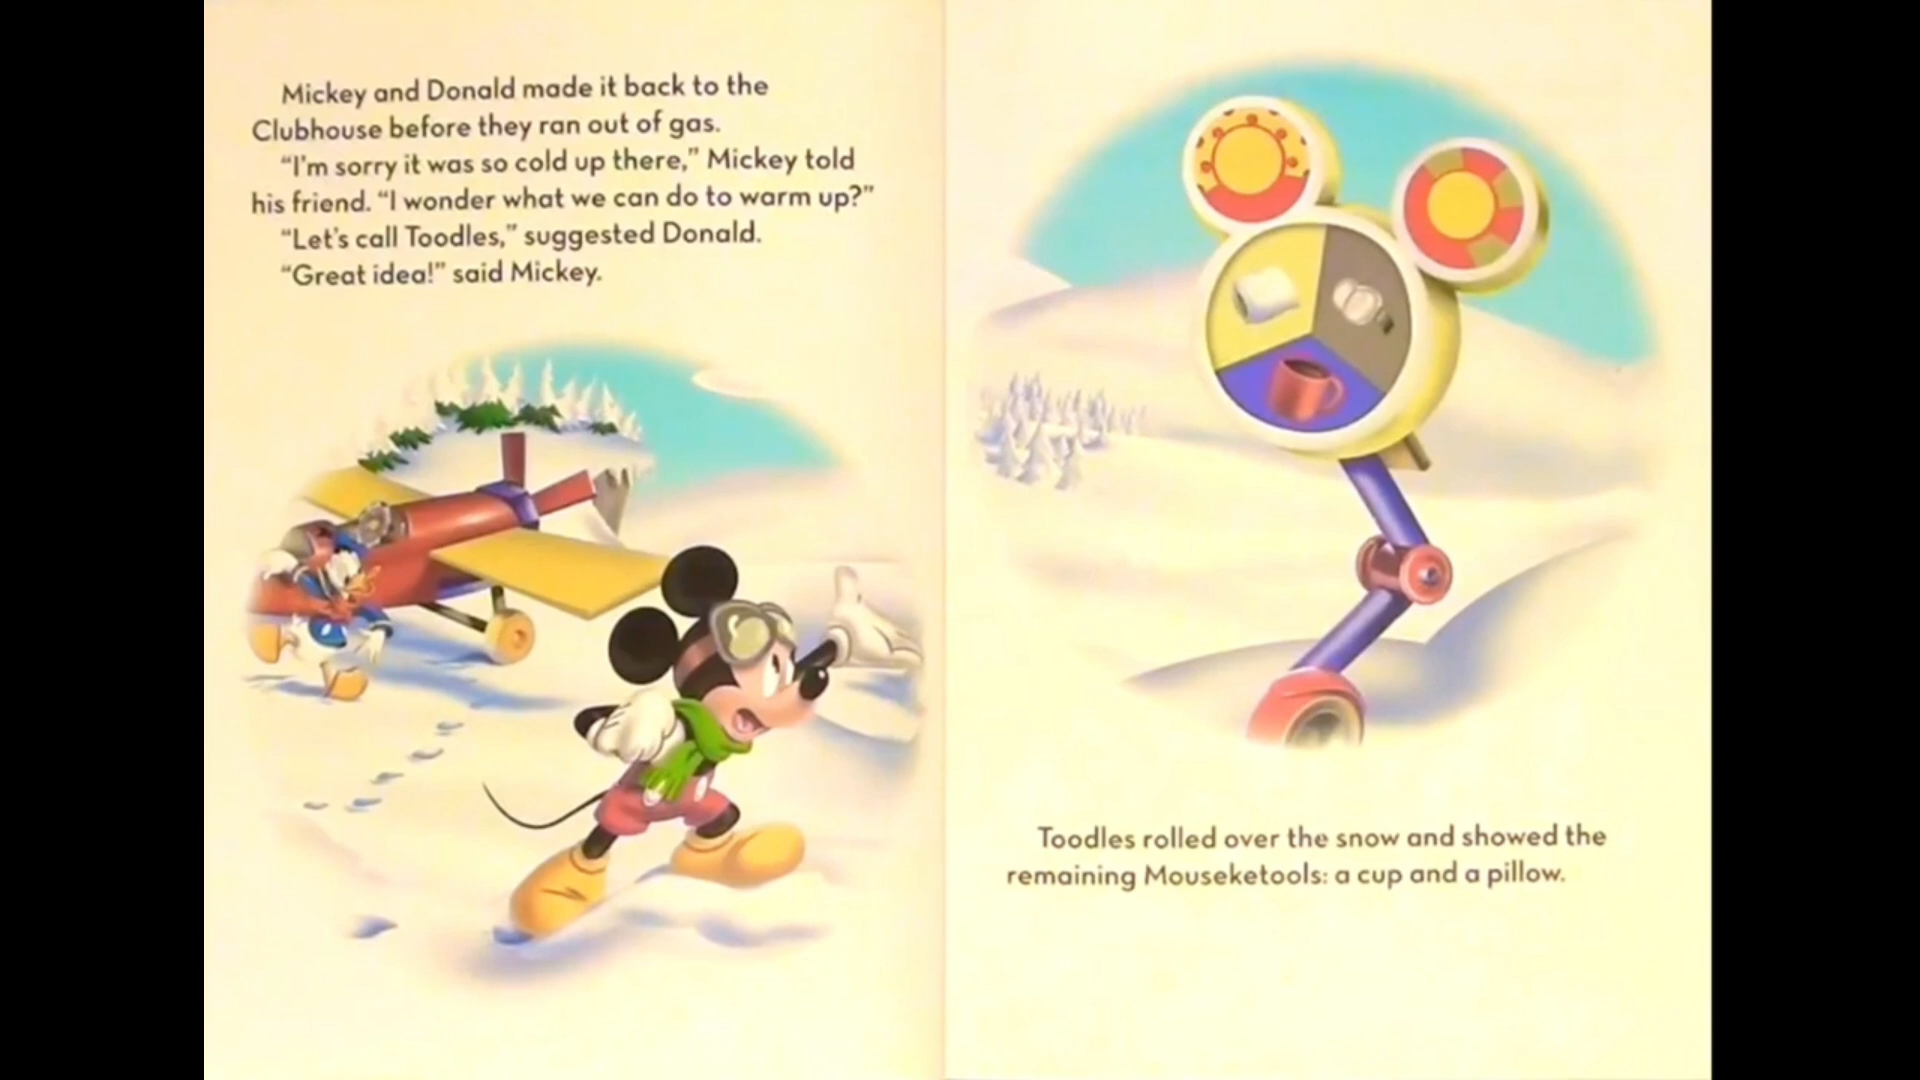 Mickey and Donald made it back to the
Clubhouse before they ran out of gas.
“I'm sorry it was so cold up there,” Mickey told
his friend. “I wonder what we can do to warm up?”
“Let's call Toodles,” suggested Donald.
“Great idea!” said Mickey.
Toodles rolled over the snow and showed the
remaining Mouseketools: a cup and a pillow.